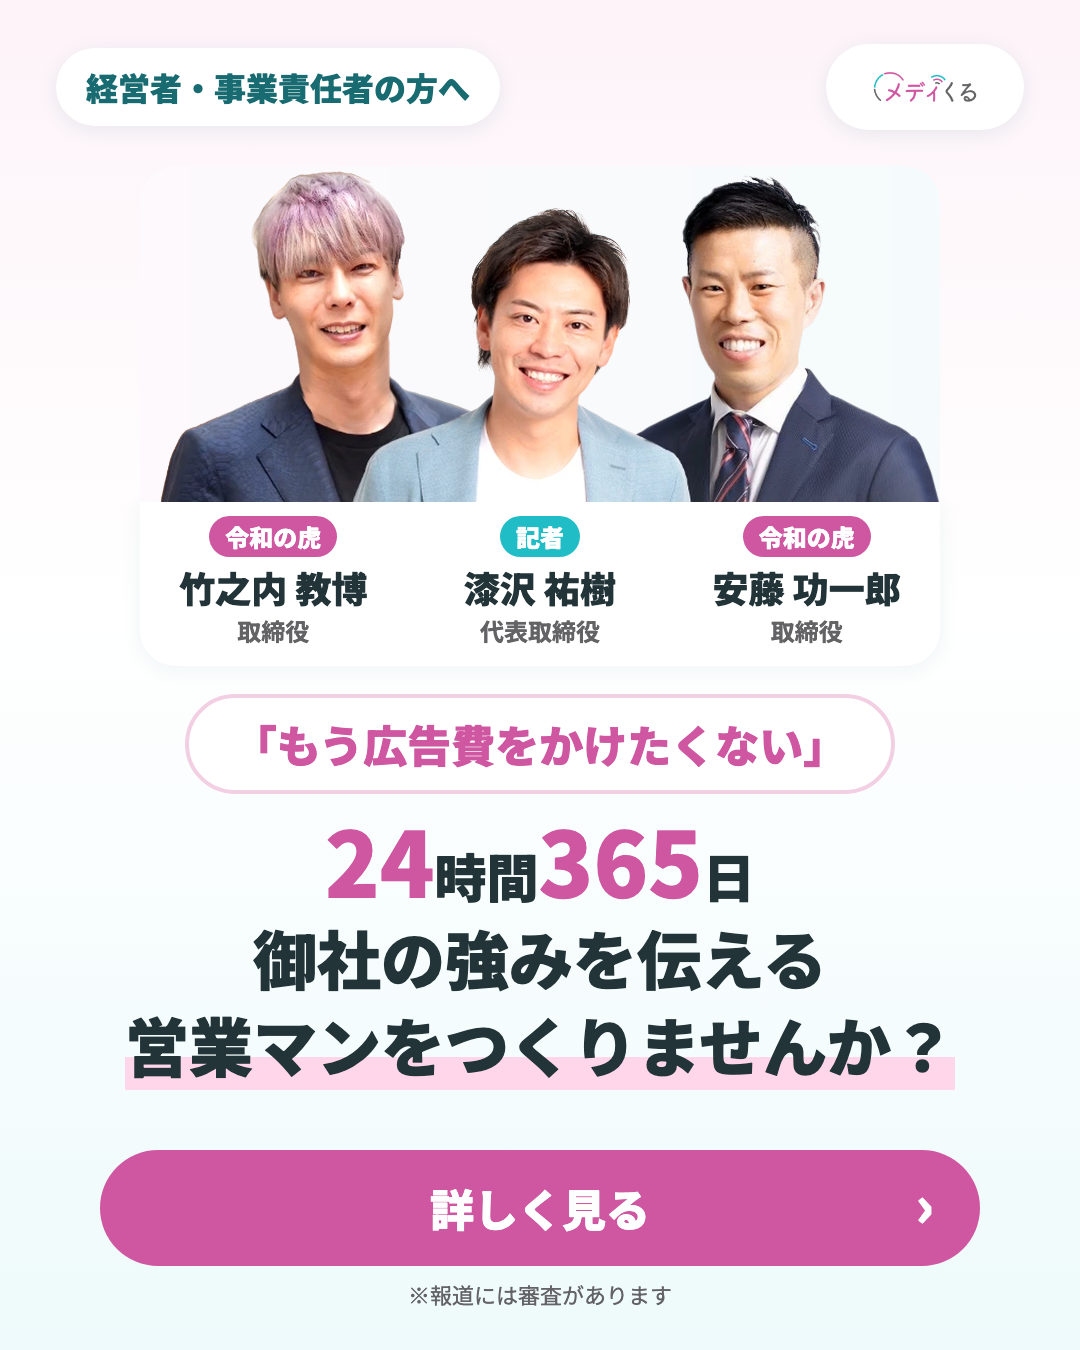 経営者・事業責任者の方へ
メディくる
令和の虎
竹之内 教博
取締役
記者
漆沢 祐樹
代表取締役
令和の虎
安藤 功一郎
取締役
「もう広告費をかけたくない」
24時間365日
御社の強みを伝える
営業マンをつくりませんか？
詳しく見る ›
※報道には審査があります